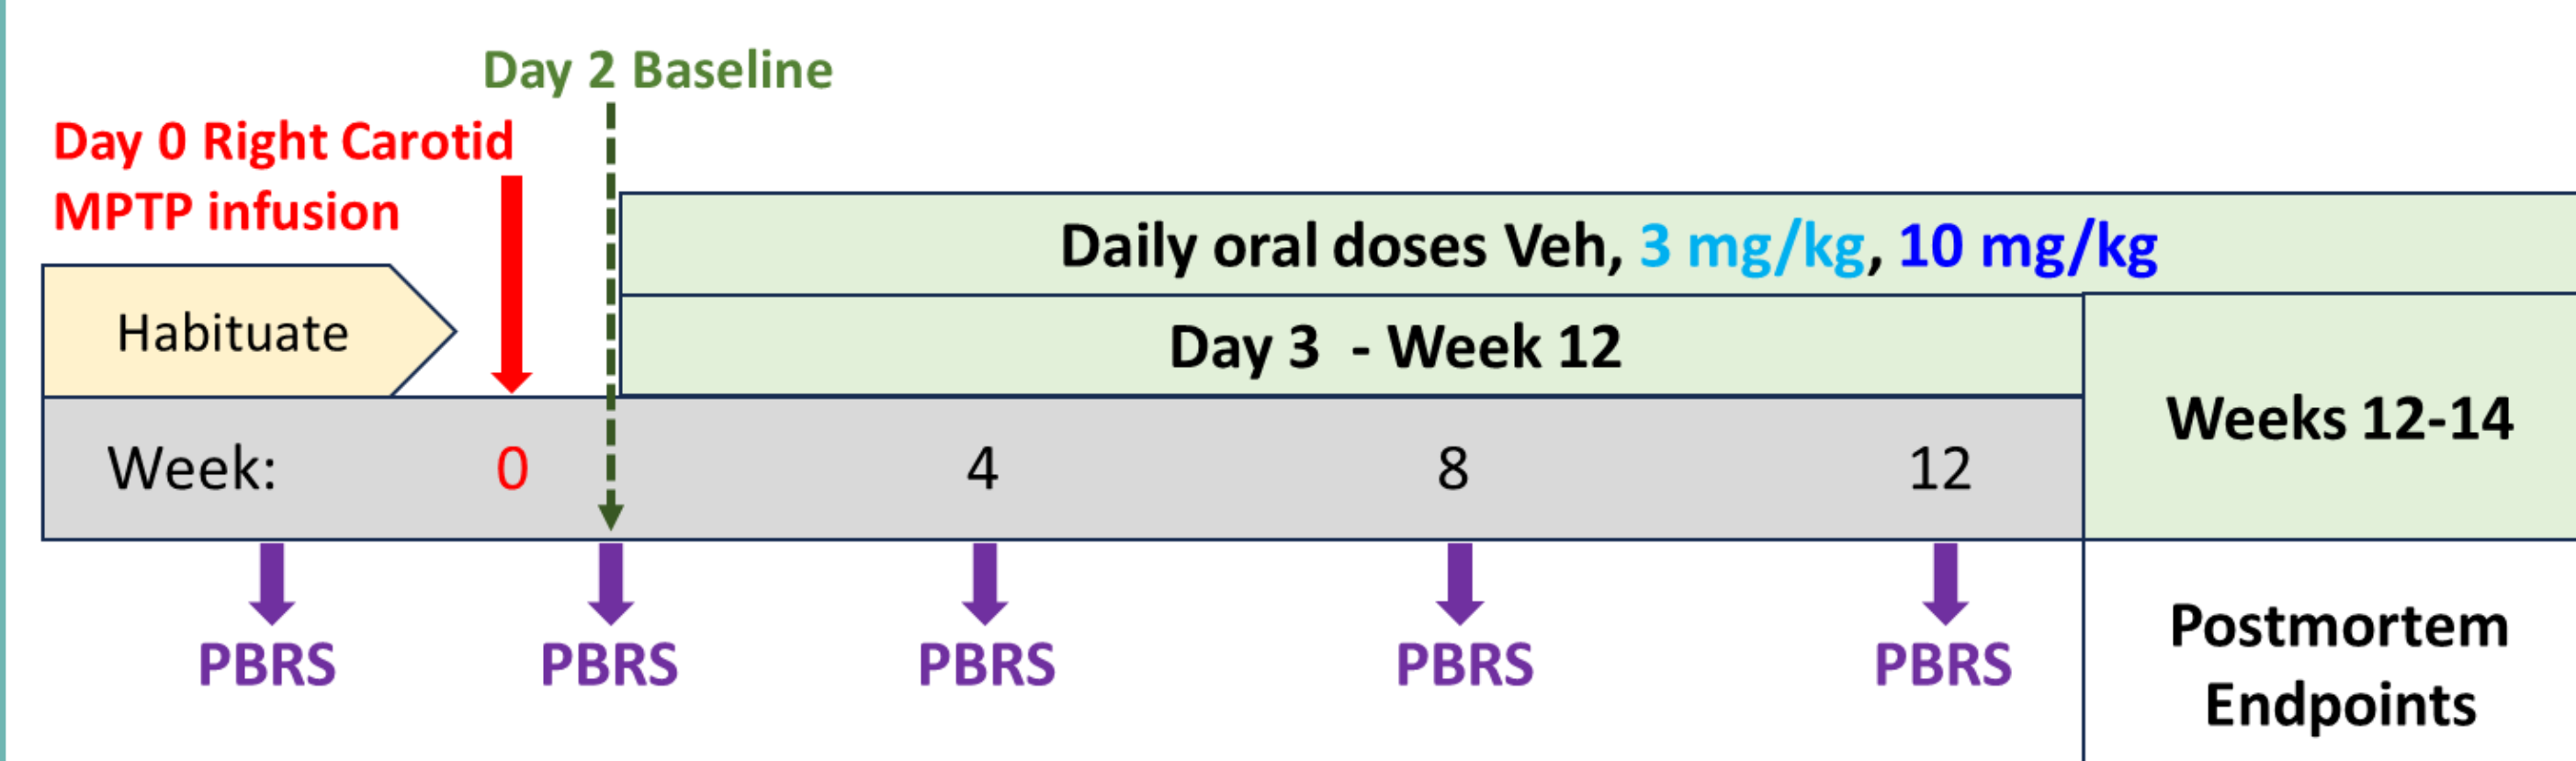 Day 2 Baseline
Day 0 Right Carotid
MPTP infusion
Daily oral doses Veh, 3 mg/kg, 10 mg/kg
Habituate
Day 3 - Week 12
Weeks 12-14
Week: 0 4 8 12
PBRS PBRS PBRS PBRS PBRS
Postmortem
Endpoints